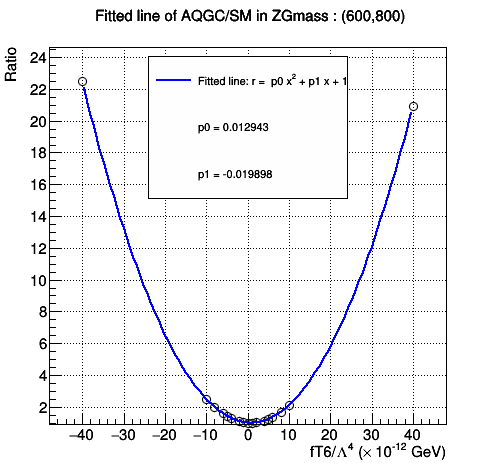 Fitted line of AQGC/SM in ZGmass : (600,800)
Ratio
24
22
20
18
16
14
12
10
8
6
4
2
Fitted line: r = p0 x² + p1 x + 1
p0 = 0.012943
p1 = -0.019898
−40 −30 −20 −10 0 10 20 30 40
fT6/Λ⁴ (× 10⁻¹² GeV)